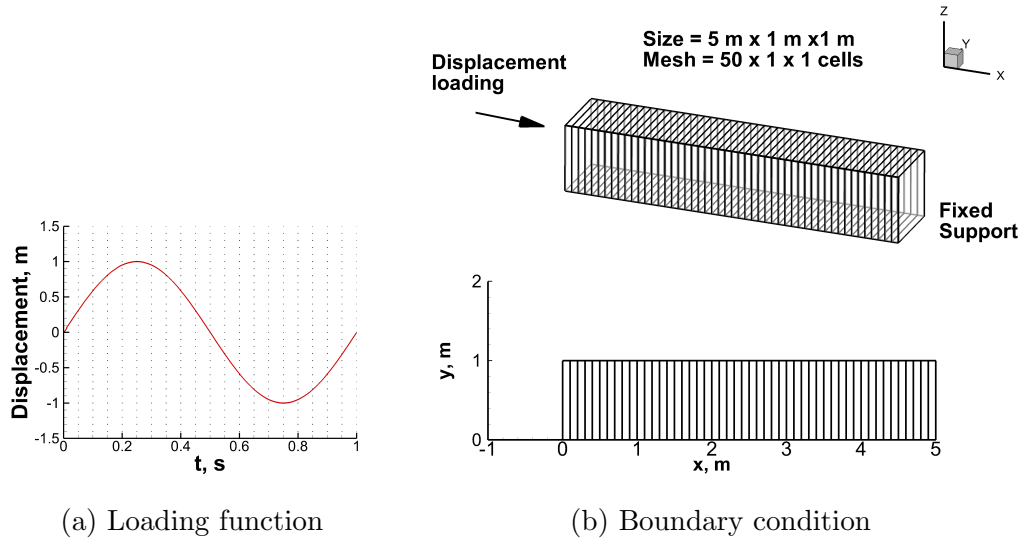 Size = 5 m x 1 m x1 m
Mesh = 50 x 1 x 1 cells
Displacement
loading
Z
Y
X
Fixed
Support
Displacement, m
1.5
1
0.5
0
-0.5
-1
-1.5
0
0.2
0.4
0.6
0.8
1
t, s
y, m
2
1
0
-1
0
1
2
3
4
5
x, m
(a) Loading function
(b) Boundary condition